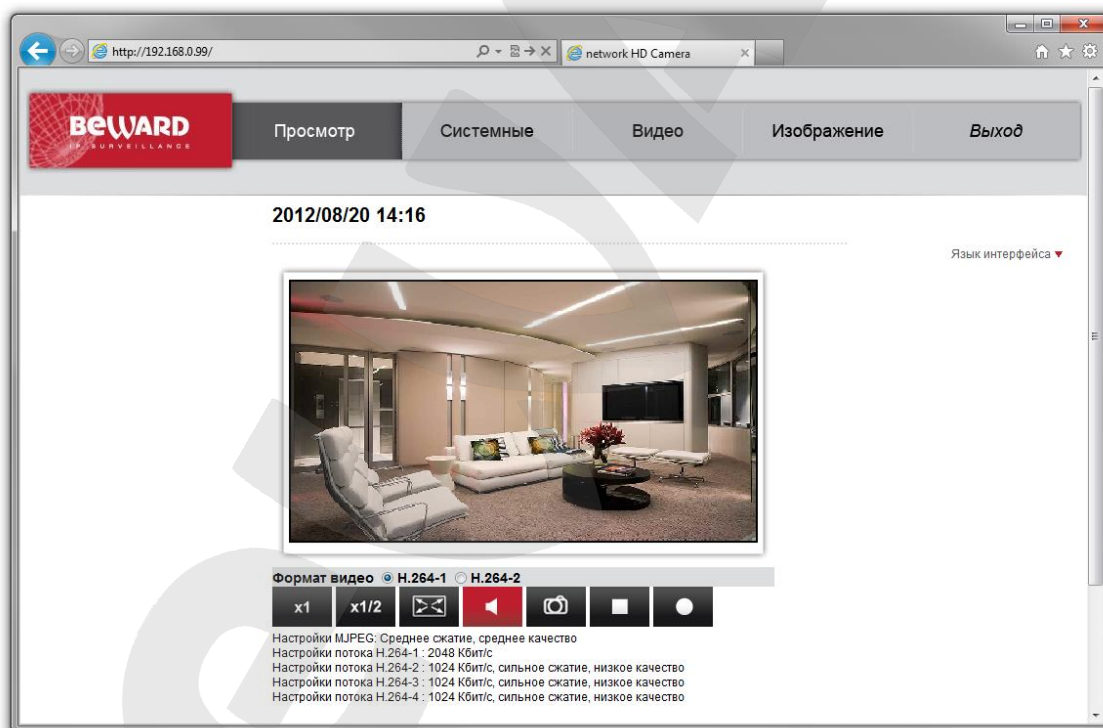 http://192.168.0.99/
network HD Camera
BEWARD
IP SURVEILLANCE
Просмотр
Системные
Видео
Изображение
Выход
2012/08/20 14:16
Язык интерфейса
Формат видео H.264-1 H.264-2
x1 x1/2
Настройки MJPEG: Среднее сжатие, среднее качество
Настройки потока H.264-1 : 2048 Кбит/с
Настройки потока H.264-2 : 1024 Кбит/с, сильное сжатие, низкое качество
Настройки потока H.264-3 : 1024 Кбит/с, сильное сжатие, низкое качество
Настройки потока H.264-4 : 1024 Кбит/с, сильное сжатие, низкое качество